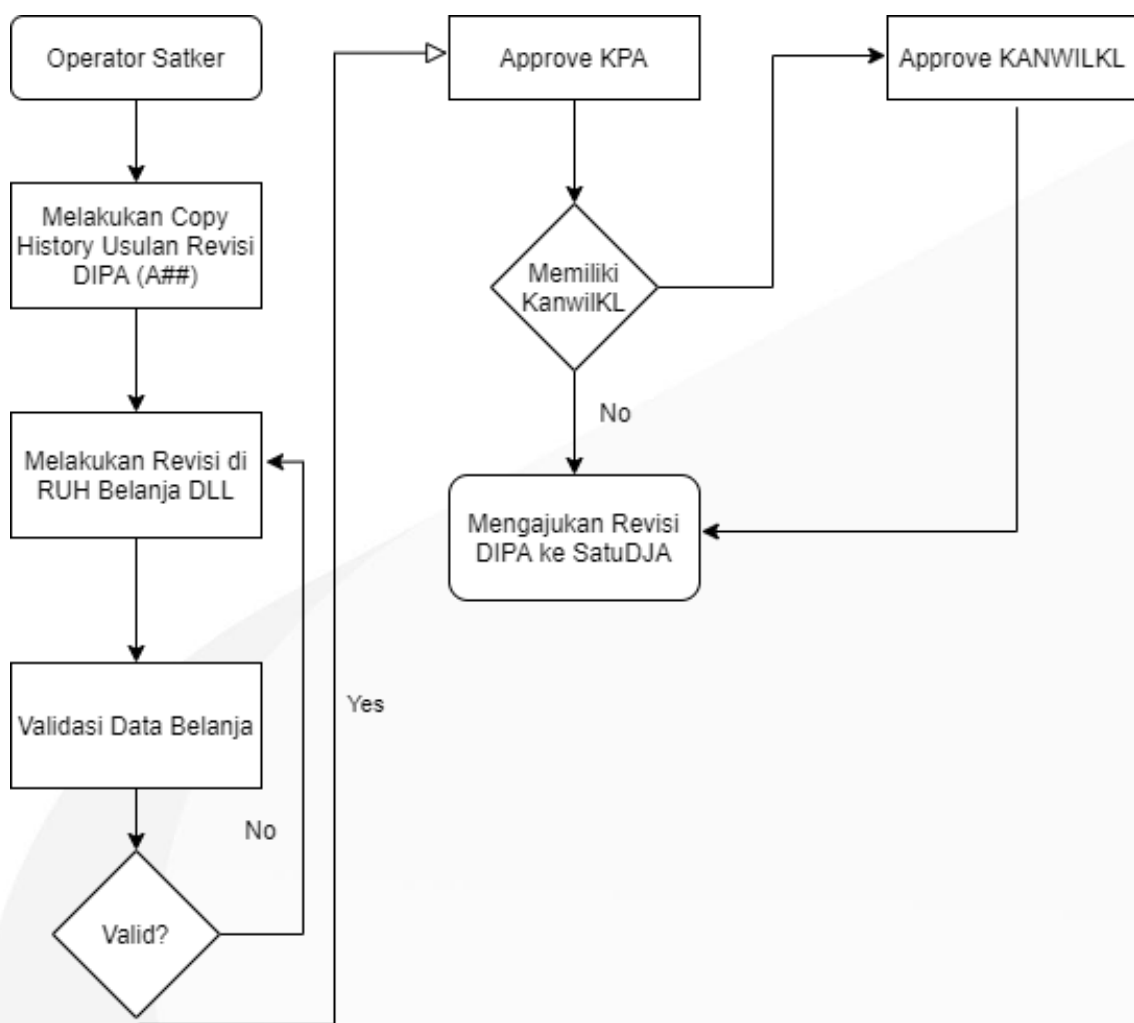 Operator Satker
Melakukan Copy
History Usulan Revisi
DIPA (A##)
Melakukan Revisi di
RUH Belanja DLL
Validasi Data Belanja
No
Valid?
Yes
Approve KPA
Memiliki
KanwilKL
No
Mengajukan Revisi
DIPA ke SatuDJA
Approve KANWILKL